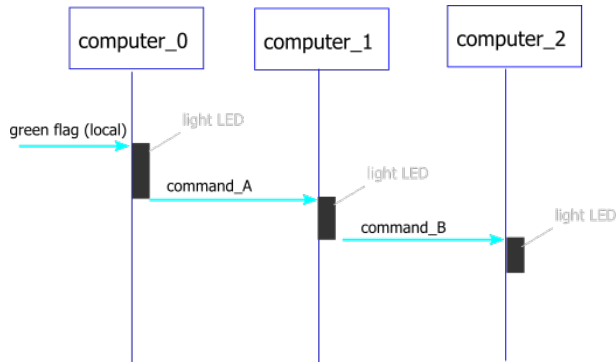 computer_0
computer_1
computer_2
green flag (local)
light LED
command_A
light LED
command_B
light LED